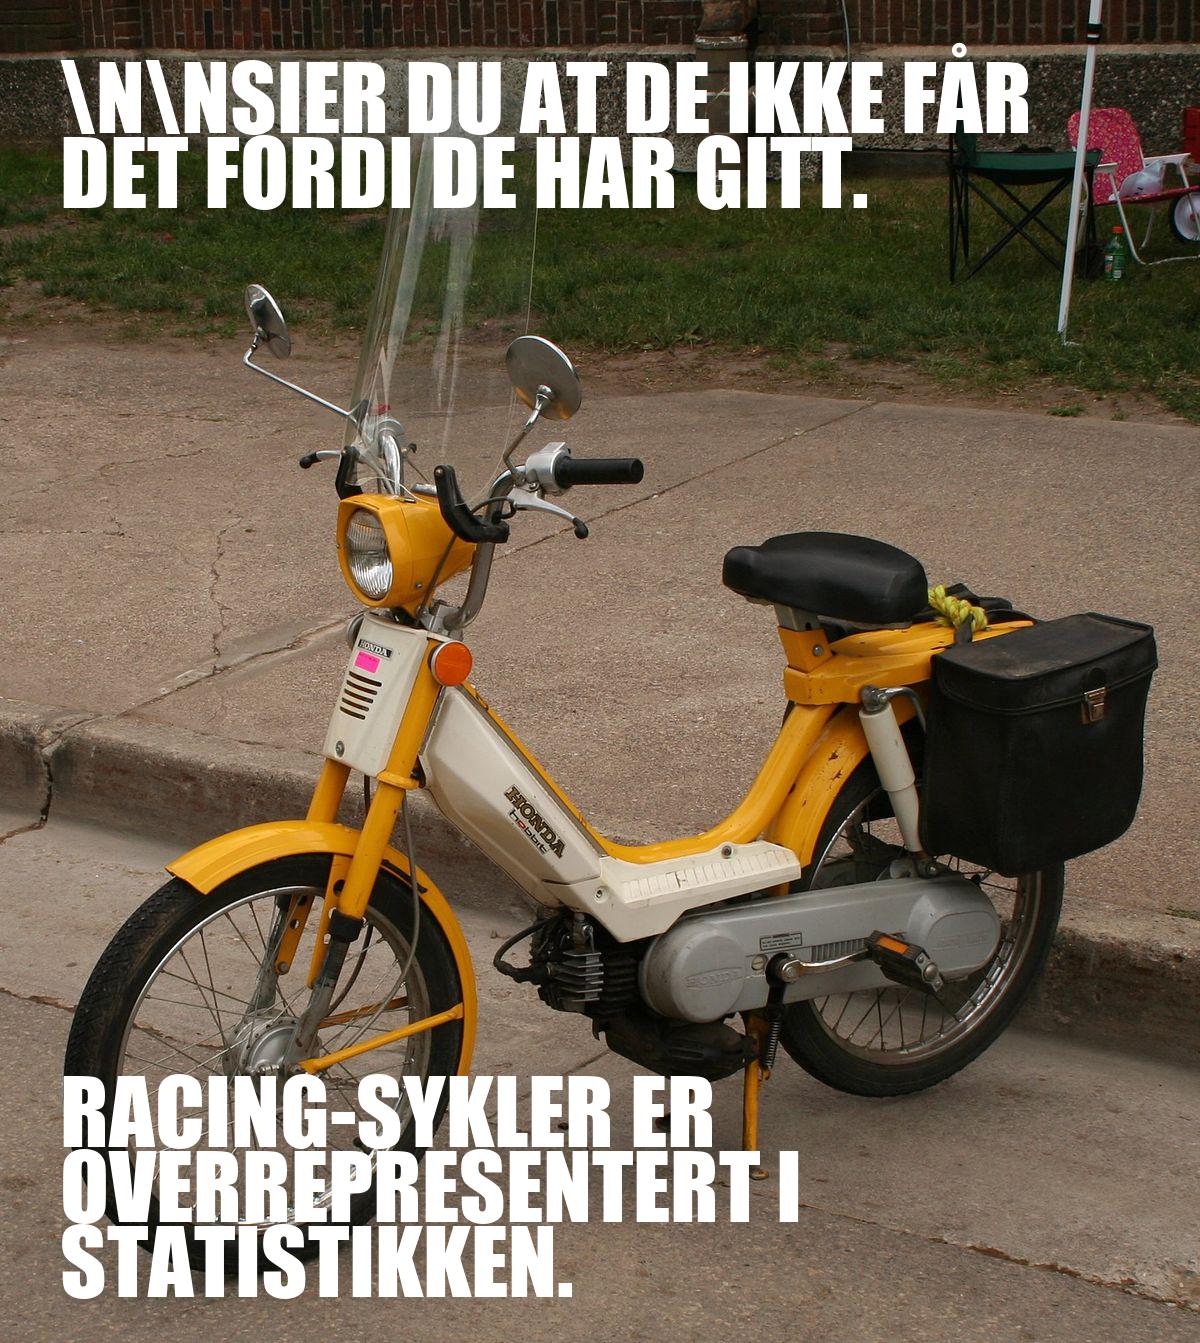 \N\NSIER DU AT DE IKKE FÅR
DET FORDI DE HAR GITT.
HONDA
HONDA
hobbit
HONDA
RACING-SYKLER ER
OVERREPRESENTERT I
STATISTIKKEN.